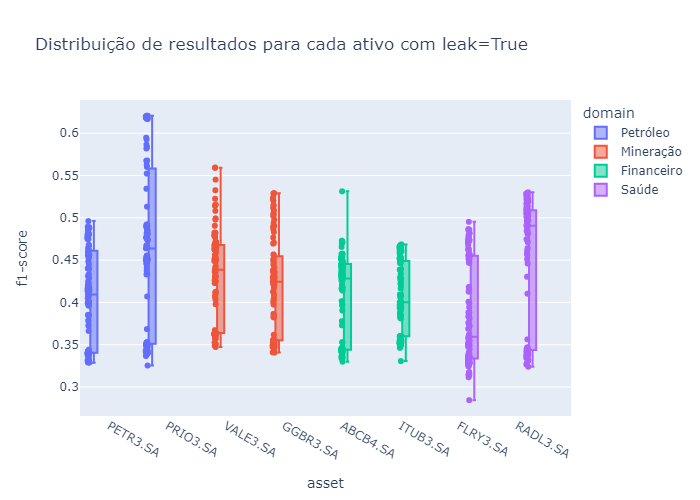 Distribuição de resultados para cada ativo com leak=True
domain
Petróleo
Mineração
Financeiro
Saúde
f1-score
0.6
0.55
0.5
0.45
0.4
0.35
0.3
PETR3.SA
PRIO3.SA
VALE3.SA
GGBR3.SA
ABCB4.SA
ITUB3.SA
FLRY3.SA
RADL3.SA
asset